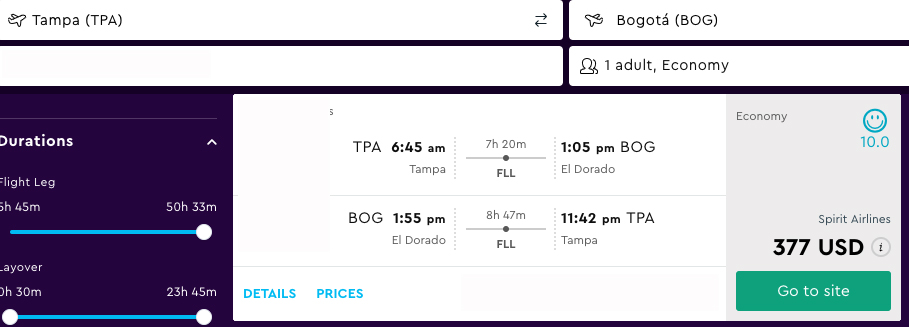 Tampa (TPA)
Bogotá (BOG)
1 adult, Economy
Durations
Flight Leg
5h 45m 50h 33m
Layover
0h 30m 23h 45m
s
TPA 6:45 am 7h 20m 1:05 pm BOG
Tampa FLL El Dorado
BOG 1:55 pm 8h 47m 11:42 pm TPA
El Dorado FLL Tampa
DETAILS PRICES
Economy
10.0
Spirit Airlines
377 USD i
Go to site